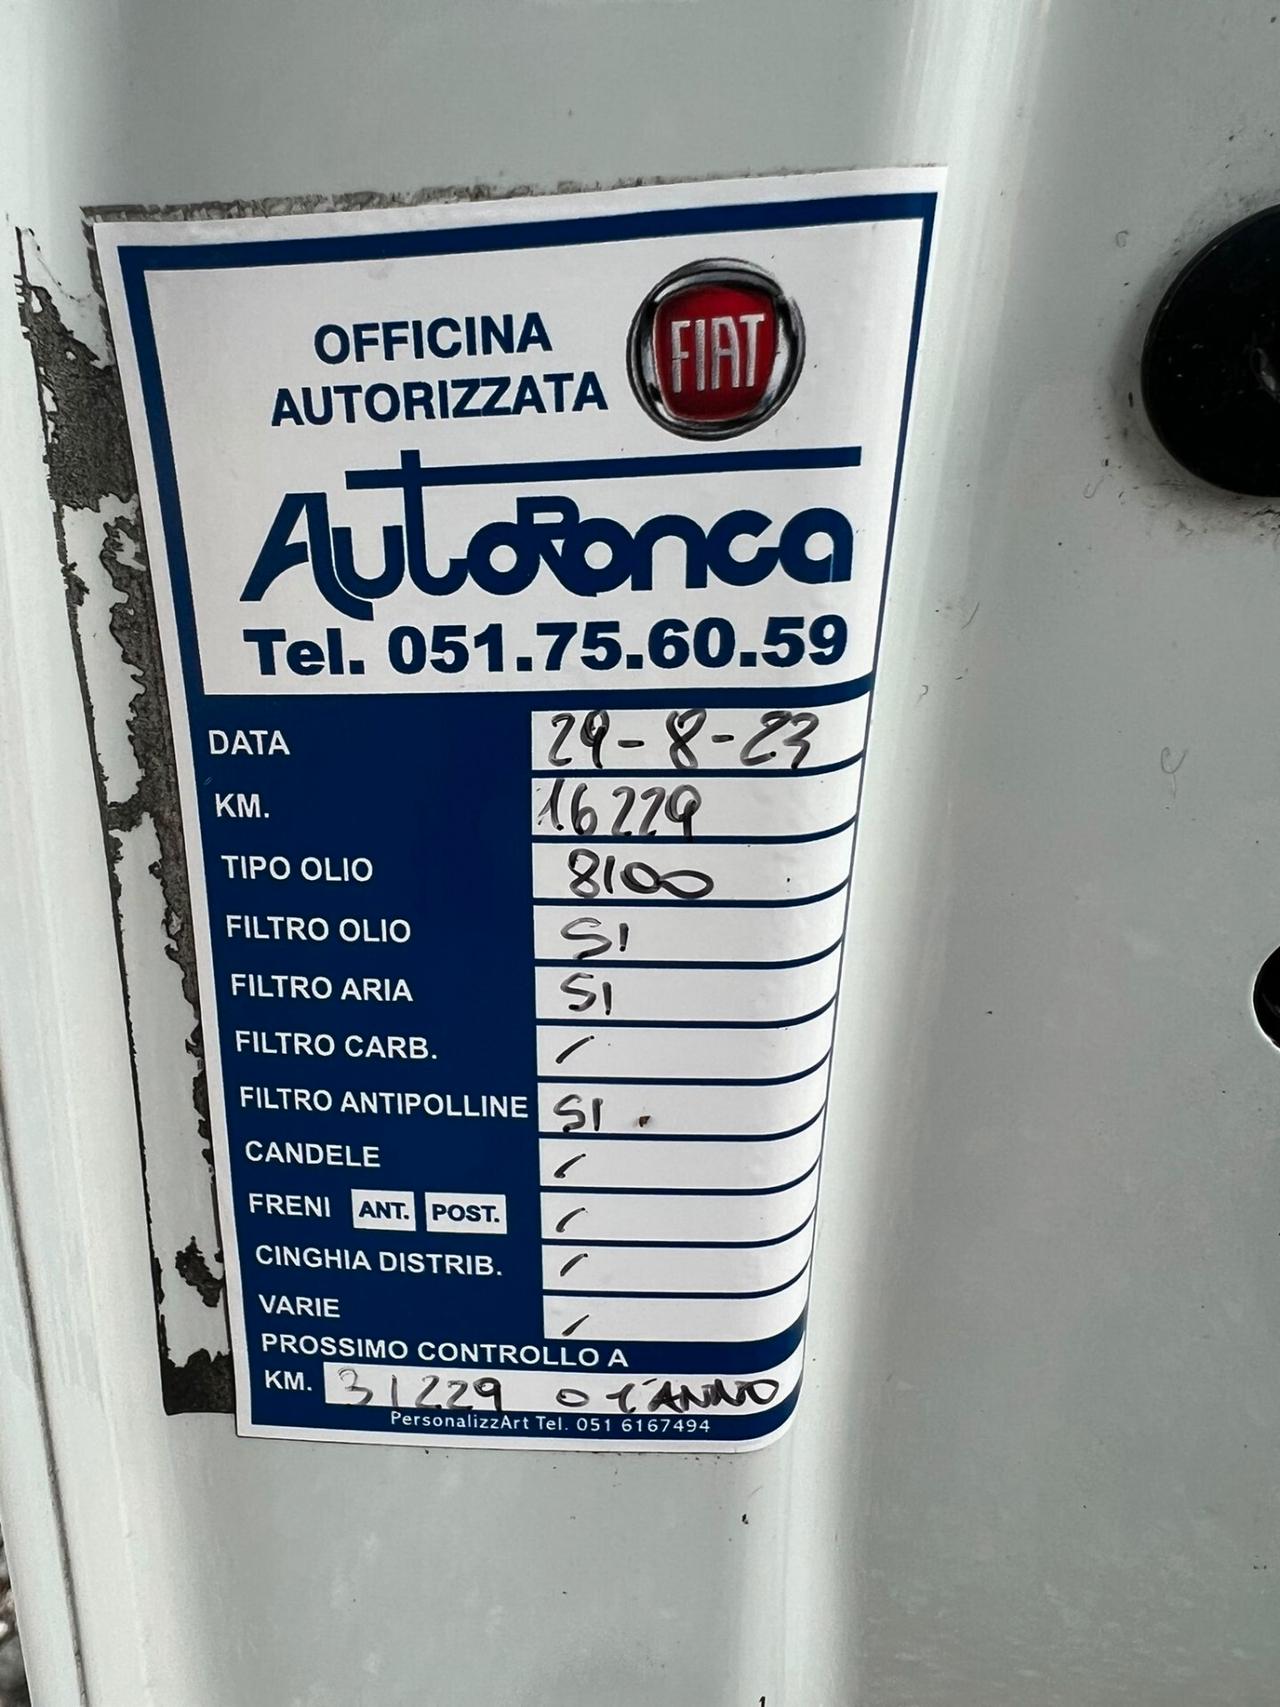 OFFICINA
AUTORIZZATA
FIAT
AutoRonca
Tel. 051.75.60.59
DATA 29-8-23
KM. 16229
TIPO OLIO 8100
FILTRO OLIO SI
FILTRO ARIA SI
FILTRO CARB. /
FILTRO ANTIPOLLINE SI
CANDELE /
FRENI ANT. POST. /
CINGHIA DISTRIB. /
VARIE /
PROSSIMO CONTROLLO A
KM. 31229 O 1 ANNO
PersonalizzArt Tel. 051 6167494